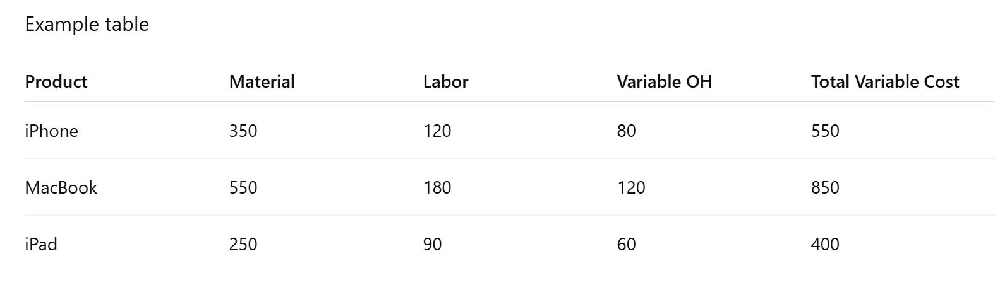 Example table
Product Material Labor Variable OH Total Variable Cost
iPhone 350 120 80 550
MacBook 550 180 120 850
iPad 250 90 60 400